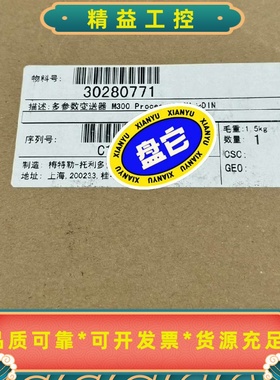 精益工控
物料号:
30280771
描述:多参数变送器 M300 Proce DIN
XIANYU
盘它
XIANYU
序列号:
毛重:1.5kg
数量:
1
制造 梅特勒-托利多
CSC:
地址: 上海,200233,桂
GEO:
品质可靠*可开发票*货源充足